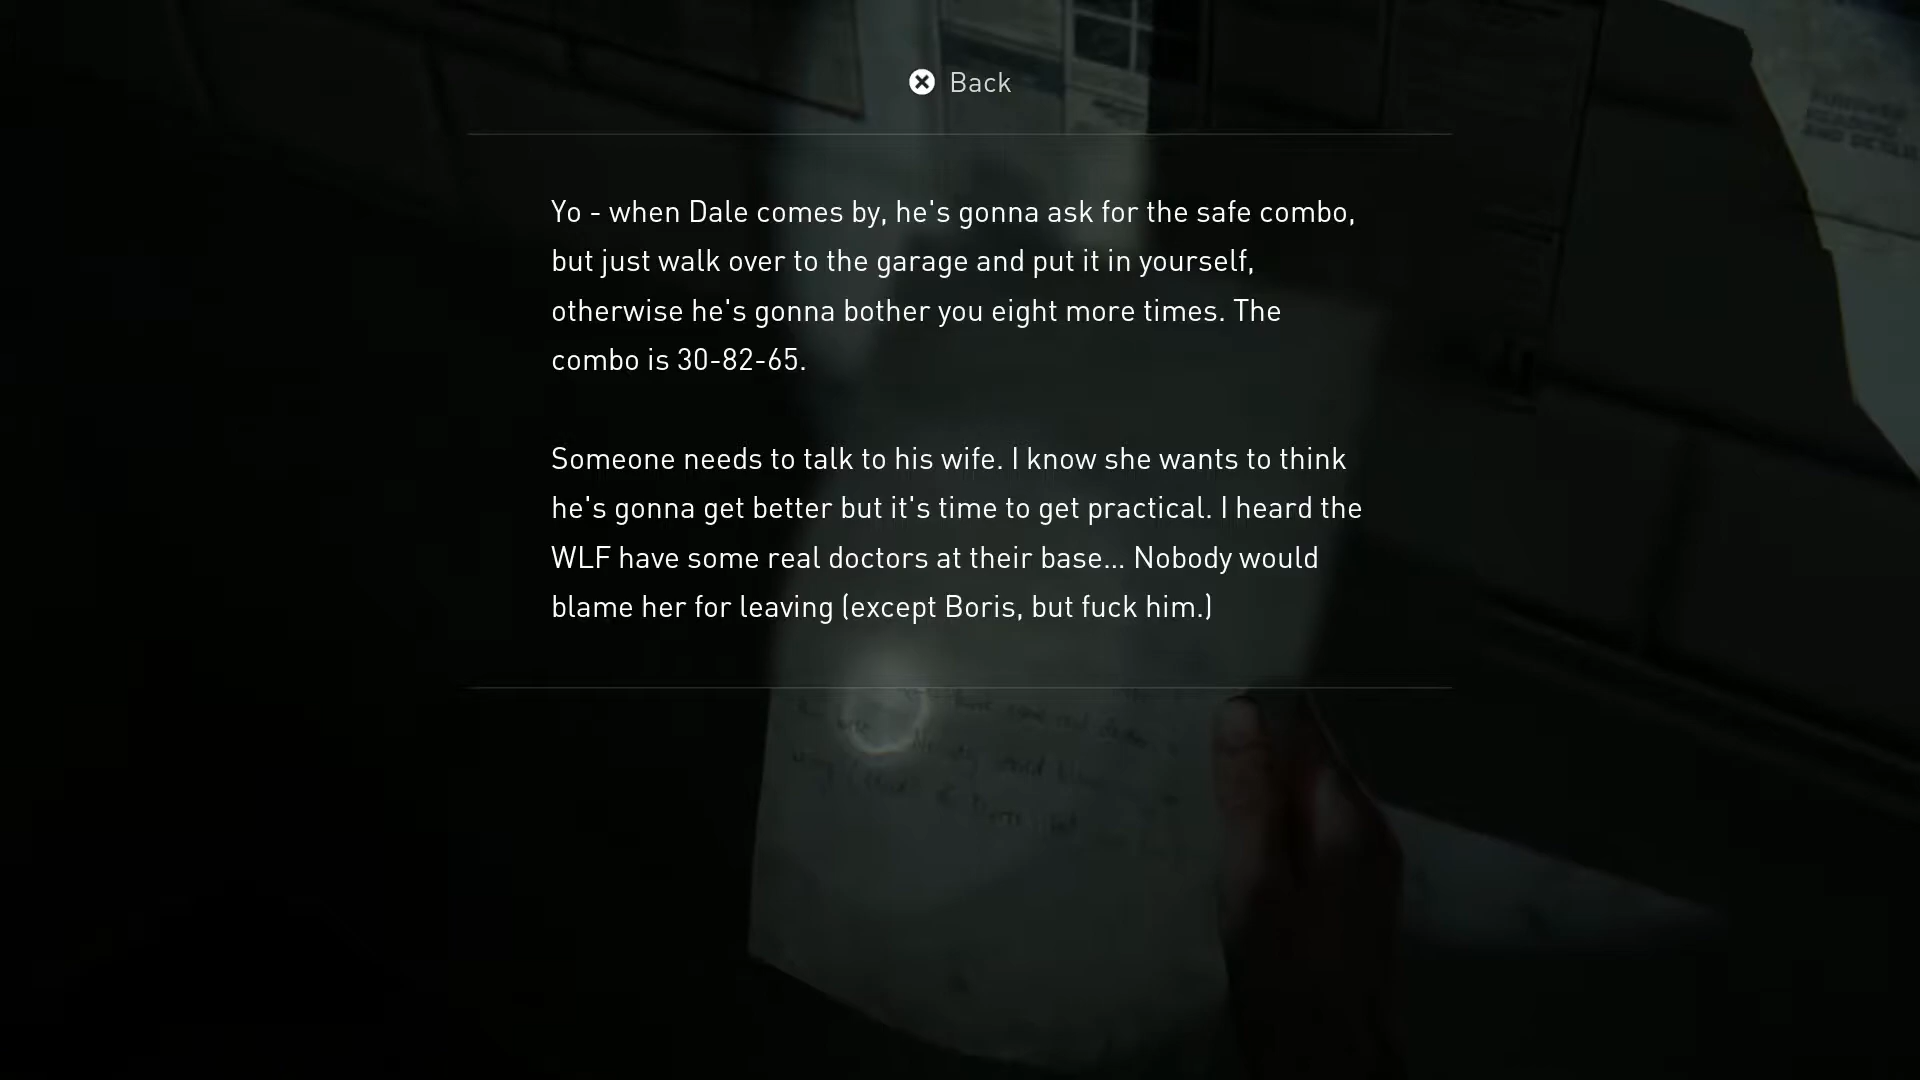 Back
Yo - when Dale comes by, he's gonna ask for the safe combo,
but just walk over to the garage and put it in yourself,
otherwise he's gonna bother you eight more times. The
combo is 30-82-65.
Someone needs to talk to his wife. I know she wants to think
he's gonna get better but it's time to get practical. I heard the
WLF have some real doctors at their base... Nobody would
blame her for leaving (except Boris, but fuck him.)